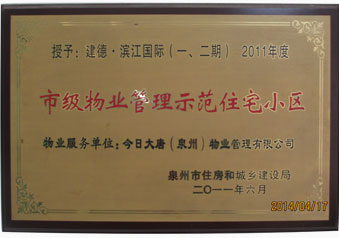 授予：建德·滨江国际（一、二期） 2011年度
市级物业管理示范住宅小区
物业服务单位：今日大唐（泉州）物业管理有限公司
泉州市住房和城乡建设局
二〇一一年六月
2014/04/17